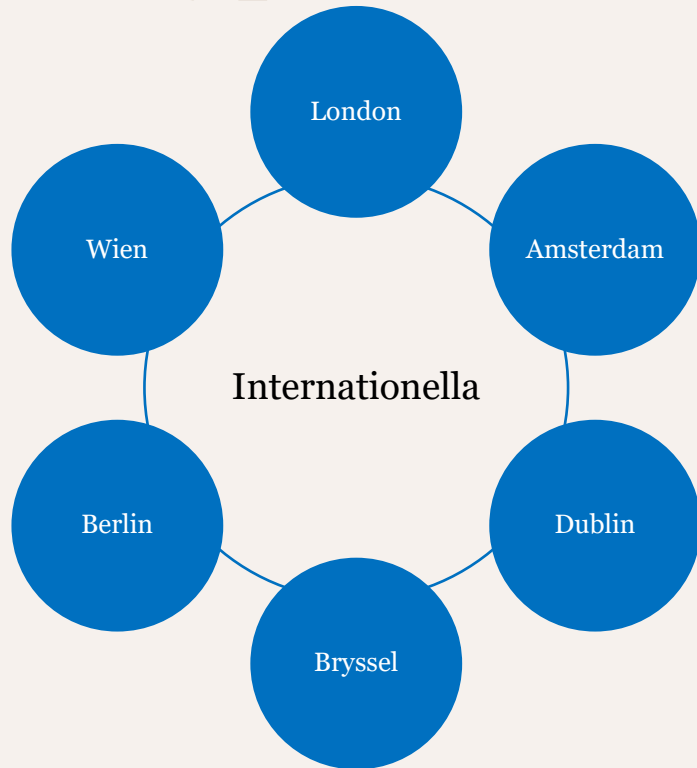 London
Wien
Amsterdam
Internationella
Berlin
Dublin
Bryssel